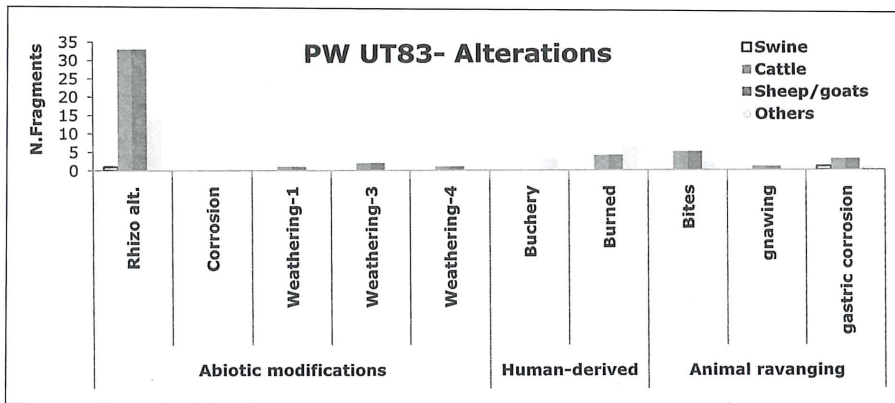 PW UT83- Alterations
Swine
Cattle
Sheep/goats
Others
N.Fragments
35
30
25
20
15
10
5
0
Rhizo alt.
Corrosion
Weathering-1
Weathering-3
Weathering-4
Buchery
Burned
Bites
gnawing
gastric corrosion
Abiotic modifications
Human-derived
Animal ravanging